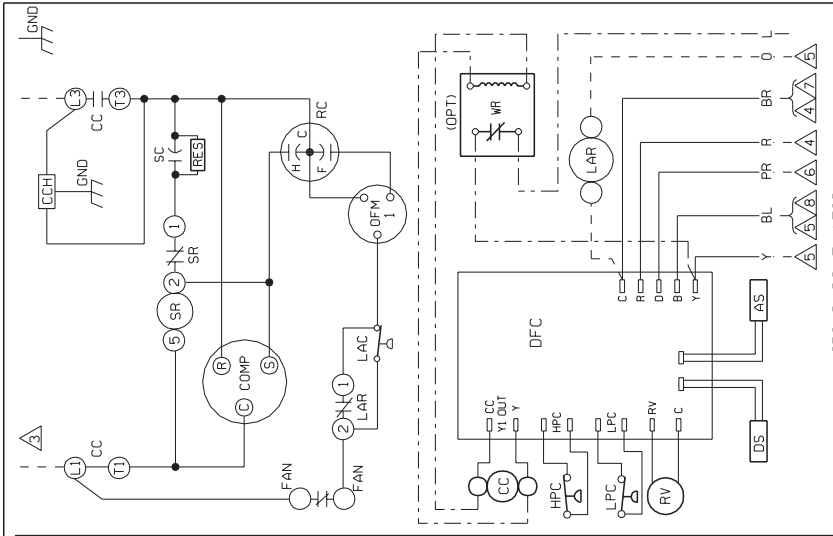 GND
L3
CC
T3
CCH
GND
SC
RES
1
SR
2
SR
5
R
S
C
COMP
H
C
F
RC
OFM
1
3
L1
CC
T1
LAC
1
LAR
2
FAN
FAN
(OPT)
WR
LAR
L
O
5
BR
4
7
R
4
PR
6
BL
5
8
Y
5
DFC
C
R
D
B
Y
AS
DS
CC
Y1 OUT
Y
HPC
LPC
RV
C
CC
HPC
LPC
RV